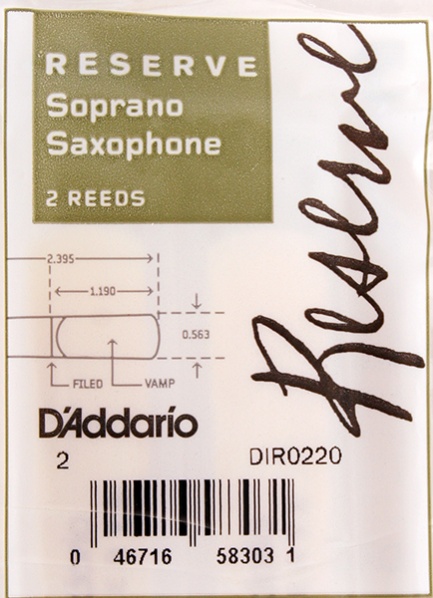 RESERVE
Soprano
Saxophone
2 REEDS
Reserve
2.395
1.190
0.563
FILED
VAMP
D'Addario
2
DIR0220
0 46716 58303 1